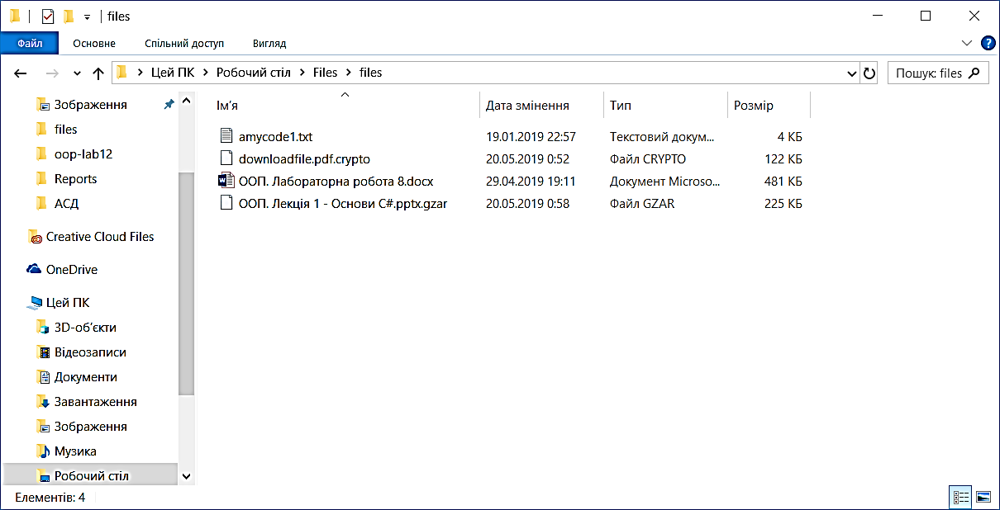 files
Файл Основне Спільний доступ Вигляд
Цей ПК Робочий стіл Files files Пошук: files
Зображення
files
oop-lab12
Reports
АСД
Creative Cloud Files
OneDrive
Цей ПК
3D-об'єкти
Відеозаписи
Документи
Завантаження
Зображення
Музика
Робочий стіл
Ім'я Дата змінення Тип Розмір
amycode1.txt 19.01.2019 22:57 Текстовий докум... 4 КБ
downloadfile.pdf.crypto 20.05.2019 0:52 Файл CRYPTO 122 КБ
ООП. Лабораторна робота 8.docx 29.04.2019 19:11 Документ Microso... 481 КБ
ООП. Лекція 1 - Основи C#.pptx.gzar 20.05.2019 0:58 Файл GZAR 225 КБ
Елементів: 4